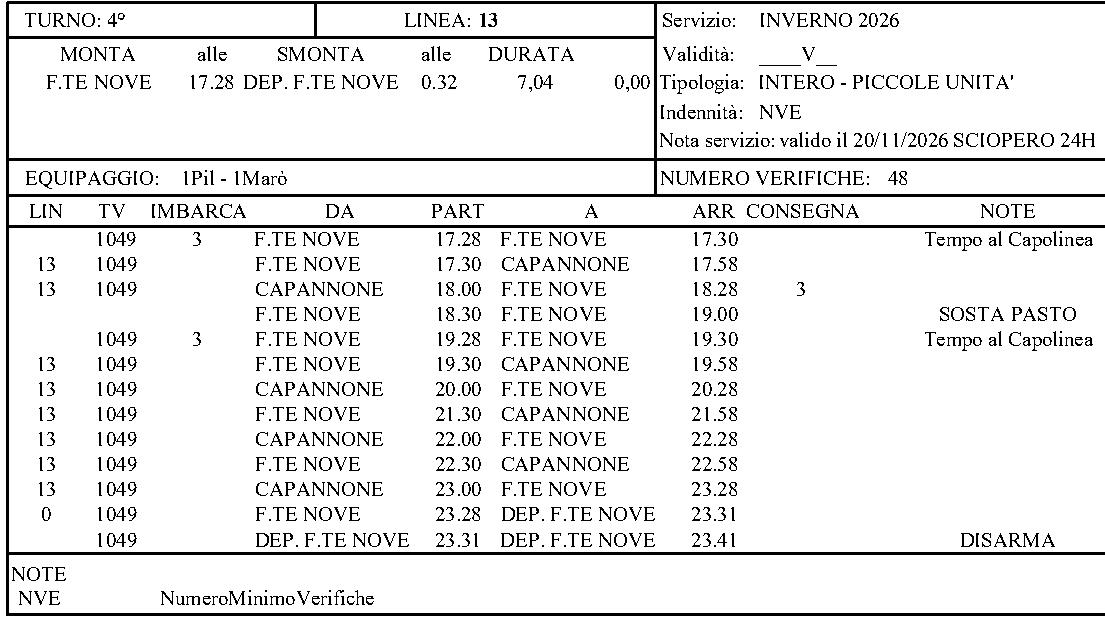 TURNO: 4° LINEA: 13 Servizio: INVERNO 2026
MONTA alle SMONTA alle DURATA Validità: ____V__
F.TE NOVE 17.28 DEP. F.TE NOVE 0.32 7,04 0,00 Tipologia: INTERO - PICCOLE UNITA'
Indennità: NVE
Nota servizio: valido il 20/11/2026 SCIOPERO 24H
EQUIPAGGIO: 1Pil - 1Marò NUMERO VERIFICHE: 48
LIN TV IMBARCA DA PART A ARR CONSEGNA NOTE
1049 3 F.TE NOVE 17.28 F.TE NOVE 17.30 Tempo al Capolinea
13 1049 F.TE NOVE 17.30 CAPANNONE 17.58
13 1049 CAPANNONE 18.00 F.TE NOVE 18.28 3
F.TE NOVE 18.30 F.TE NOVE 19.00 SOSTA PASTO
1049 3 F.TE NOVE 19.28 F.TE NOVE 19.30 Tempo al Capolinea
13 1049 F.TE NOVE 19.30 CAPANNONE 19.58
13 1049 CAPANNONE 20.00 F.TE NOVE 20.28
13 1049 F.TE NOVE 21.30 CAPANNONE 21.58
13 1049 CAPANNONE 22.00 F.TE NOVE 22.28
13 1049 F.TE NOVE 22.30 CAPANNONE 22.58
13 1049 CAPANNONE 23.00 F.TE NOVE 23.28
0 1049 F.TE NOVE 23.28 DEP. F.TE NOVE 23.31
1049 DEP. F.TE NOVE 23.31 DEP. F.TE NOVE 23.41 DISARMA
NOTE
NVE NumeroMinimoVerifiche